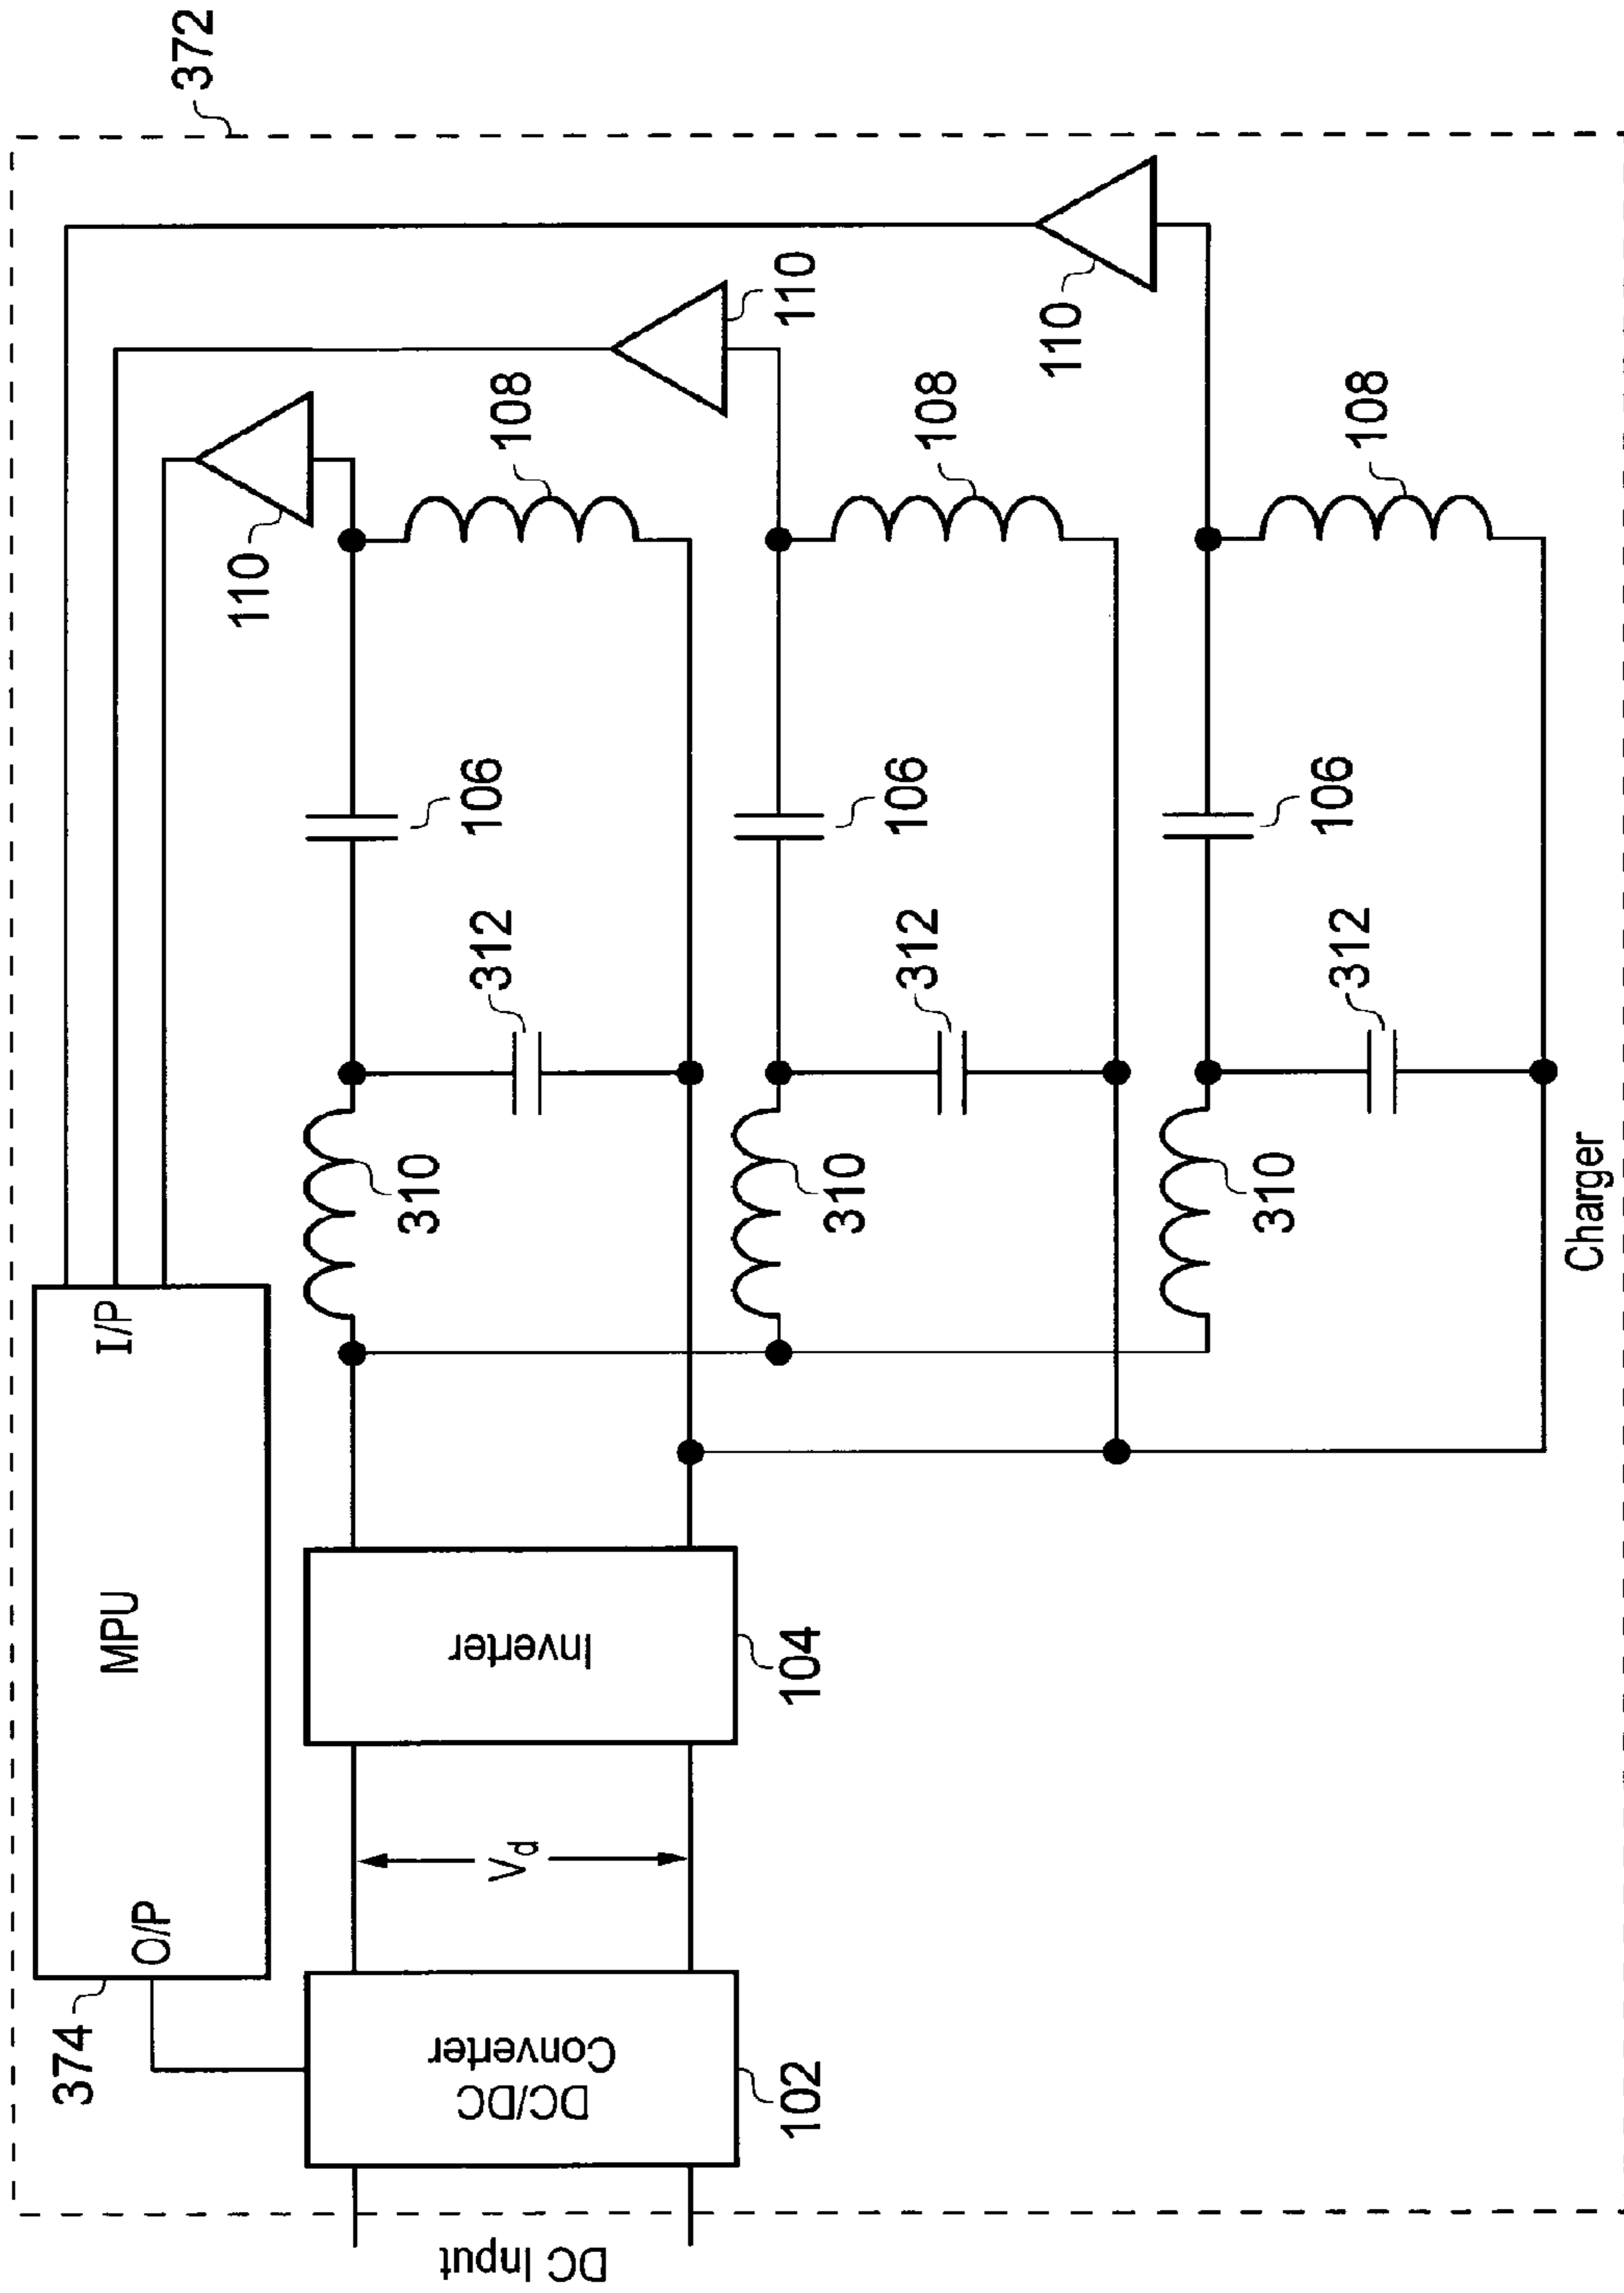 372
374
O/P
MPU
I/P
110
110
110
108
108
108
106
106
106
312
312
312
310
310
310
DC Input
DC/DC
Converter
102
Vd
Inverter
104
Charger